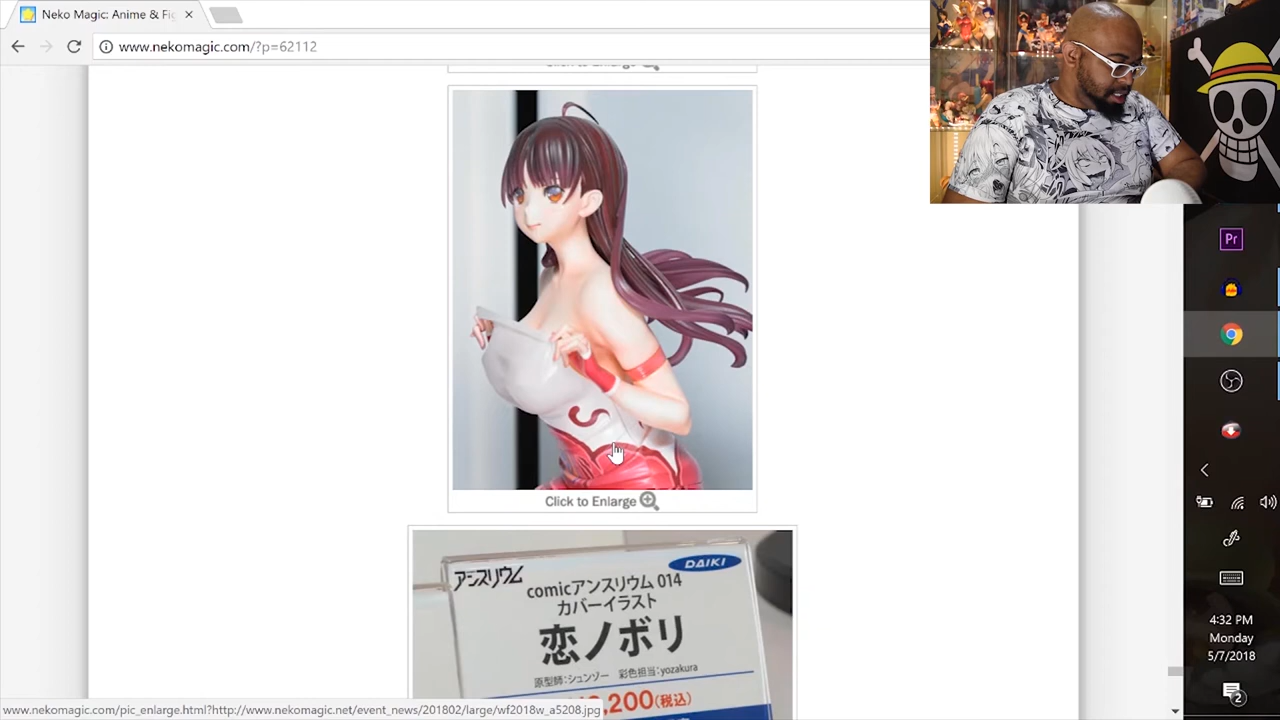 Neko Magic: Anime & Fig
www.nekomagic.com/?p=62112
Click to Enlarge
Pr
Click to Enlarge
アンスリウム
DAIKI
comicアンスリウム 014
カバーイラスト
恋ノボリ
原型師:シュンゾー 彩色担当:yozakura
,200(税込)
4:32 PM
Monday
5/7/2018
2
www.nekomagic.com/pic_enlarge.html?http://www.nekomagic.net/event_news/201802/large/wf2018w_a5208.jpg